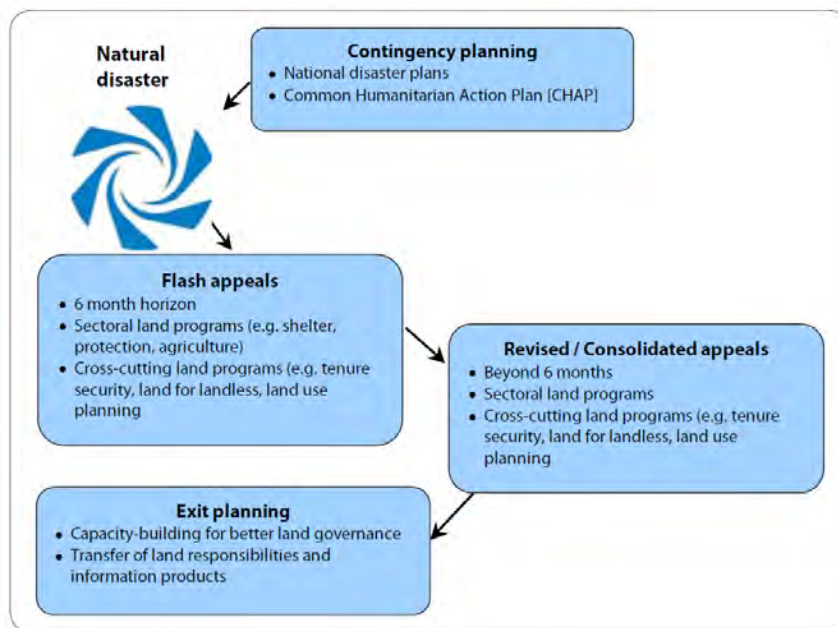 Natural
disaster
Contingency planning
• National disaster plans
• Common Humanitarian Action Plan [CHAP]
Flash appeals
• 6 month horizon
• Sectoral land programs (e.g. shelter,
protection, agriculture)
• Cross-cutting land programs (e.g. tenure
security, land for landless, land use
planning
Revised / Consolidated appeals
• Beyond 6 months
• Sectoral land programs
• Cross-cutting land programs (e.g. tenure
security, land for landless, land use
planning
Exit planning
• Capacity-building for better land governance
• Transfer of land responsibilities and
information products